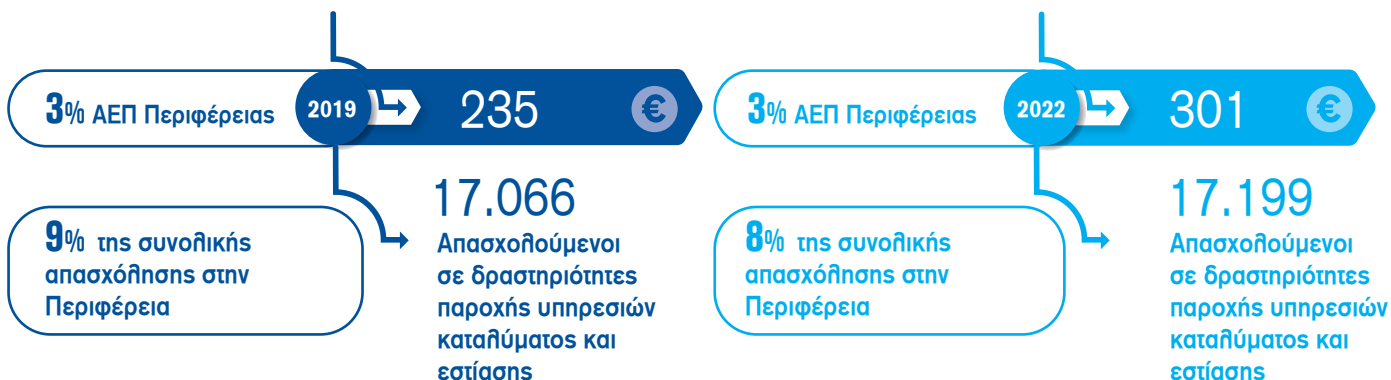 3% ΑΕΠ Περιφέρειας
2019
235
€
17.066
Απασχολούμενοι
σε δραστηριότητες
παροχής υπηρεσιών
καταλύματος και
εστίασης
9% της συνολικής
απασχόλησης στην
Περιφέρεια
3% ΑΕΠ Περιφέρειας
2022
301
€
17.199
Απασχολούμενοι
σε δραστηριότητες
παροχής υπηρεσιών
καταλύματος και
εστίασης
8% της συνολικής
απασχόλησης στην
Περιφέρεια